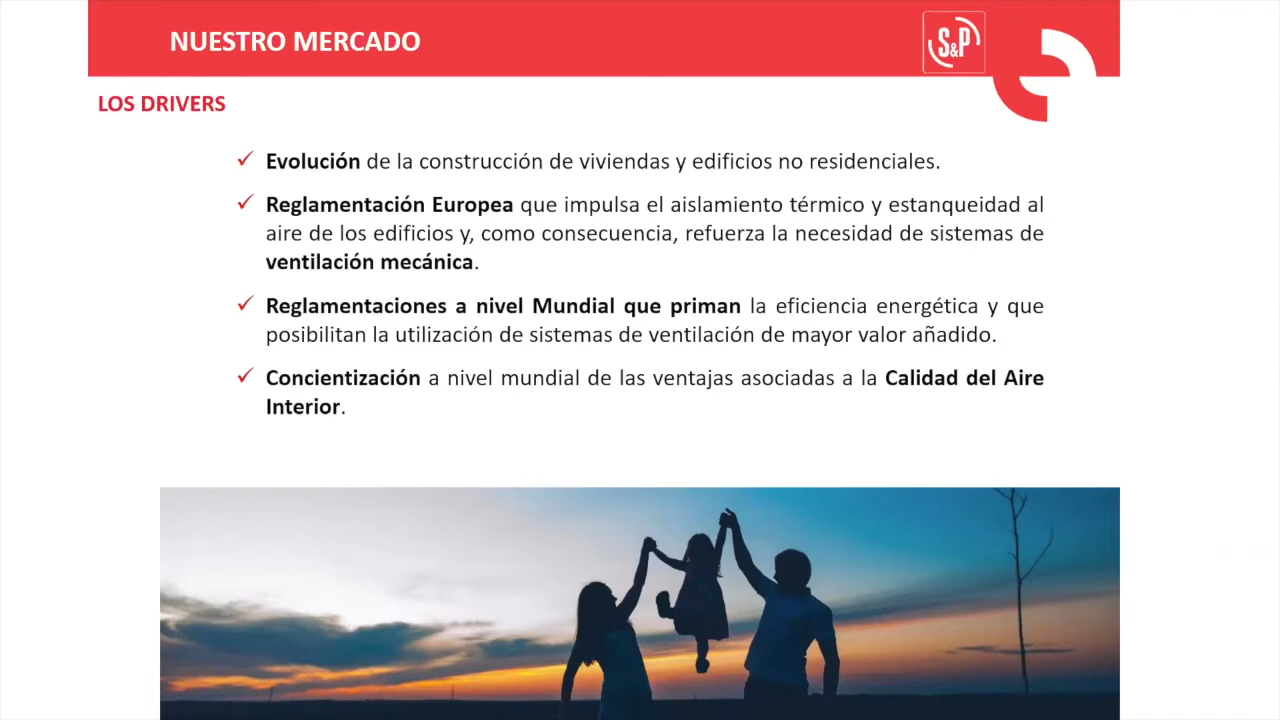 NUESTRO MERCADO
S&P
LOS DRIVERS
✓ Evolución de la construcción de viviendas y edificios no residenciales.
✓ Reglamentación Europea que impulsa el aislamiento térmico y estanqueidad al
aire de los edificios y, como consecuencia, refuerza la necesidad de sistemas de
ventilación mecánica.
✓ Reglamentaciones a nivel Mundial que priman la eficiencia energética y que
posibilitan la utilización de sistemas de ventilación de mayor valor añadido.
✓ Concientización a nivel mundial de las ventajas asociadas a la Calidad del Aire
Interior.